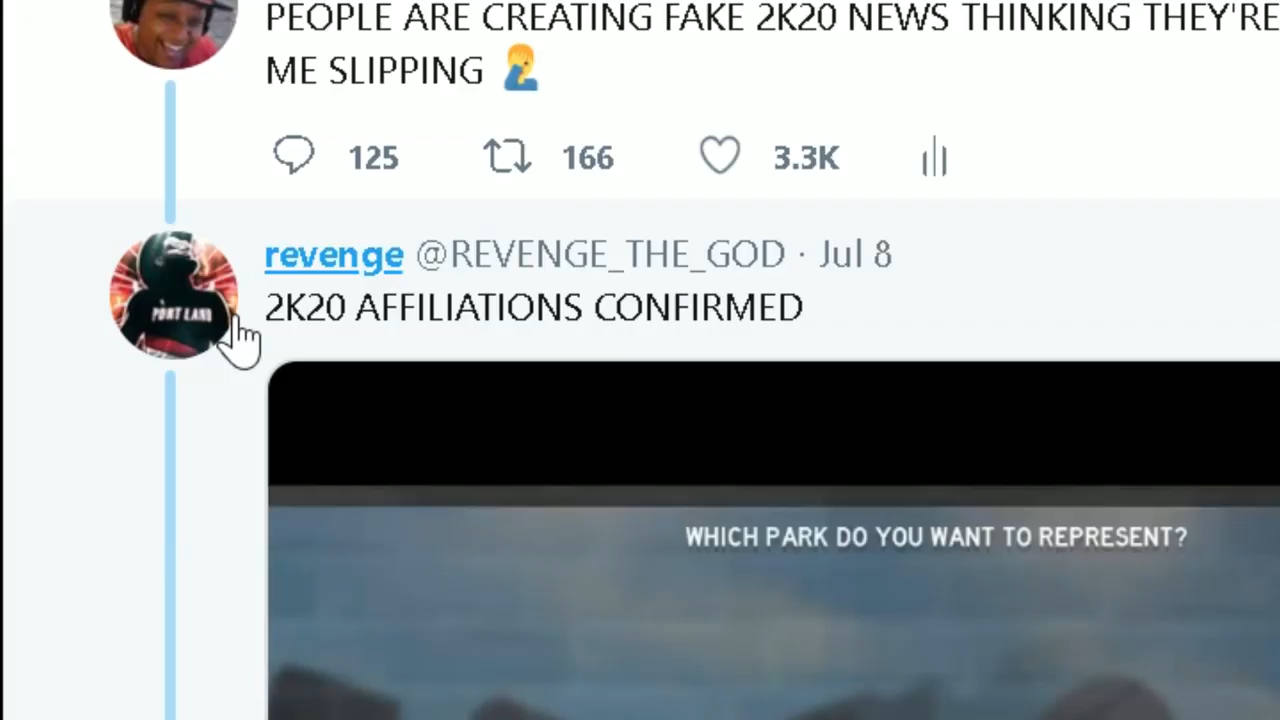 PEOPLE ARE CREATING FAKE 2K20 NEWS THINKING THEY'RE
ME SLIPPING 🤦‍♂️
125 166 3.3K
revenge @REVENGE_THE_GOD · Jul 8
PORTLAND
2K20 AFFILIATIONS CONFIRMED
WHICH PARK DO YOU WANT TO REPRESENT?